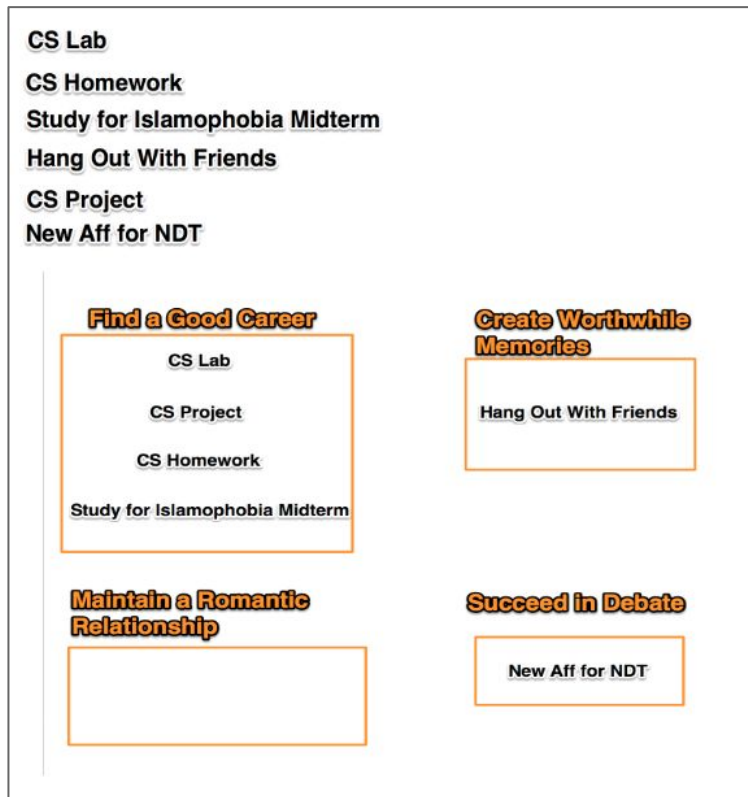 CS Lab
CS Homework
Study for Islamophobia Midterm
Hang Out With Friends
CS Project
New Aff for NDT
Find a Good Career
CS Lab
CS Project
CS Homework
Study for Islamophobia Midterm
Create Worthwhile
Memories
Hang Out With Friends
Maintain a Romantic
Relationship
Succeed in Debate
New Aff for NDT